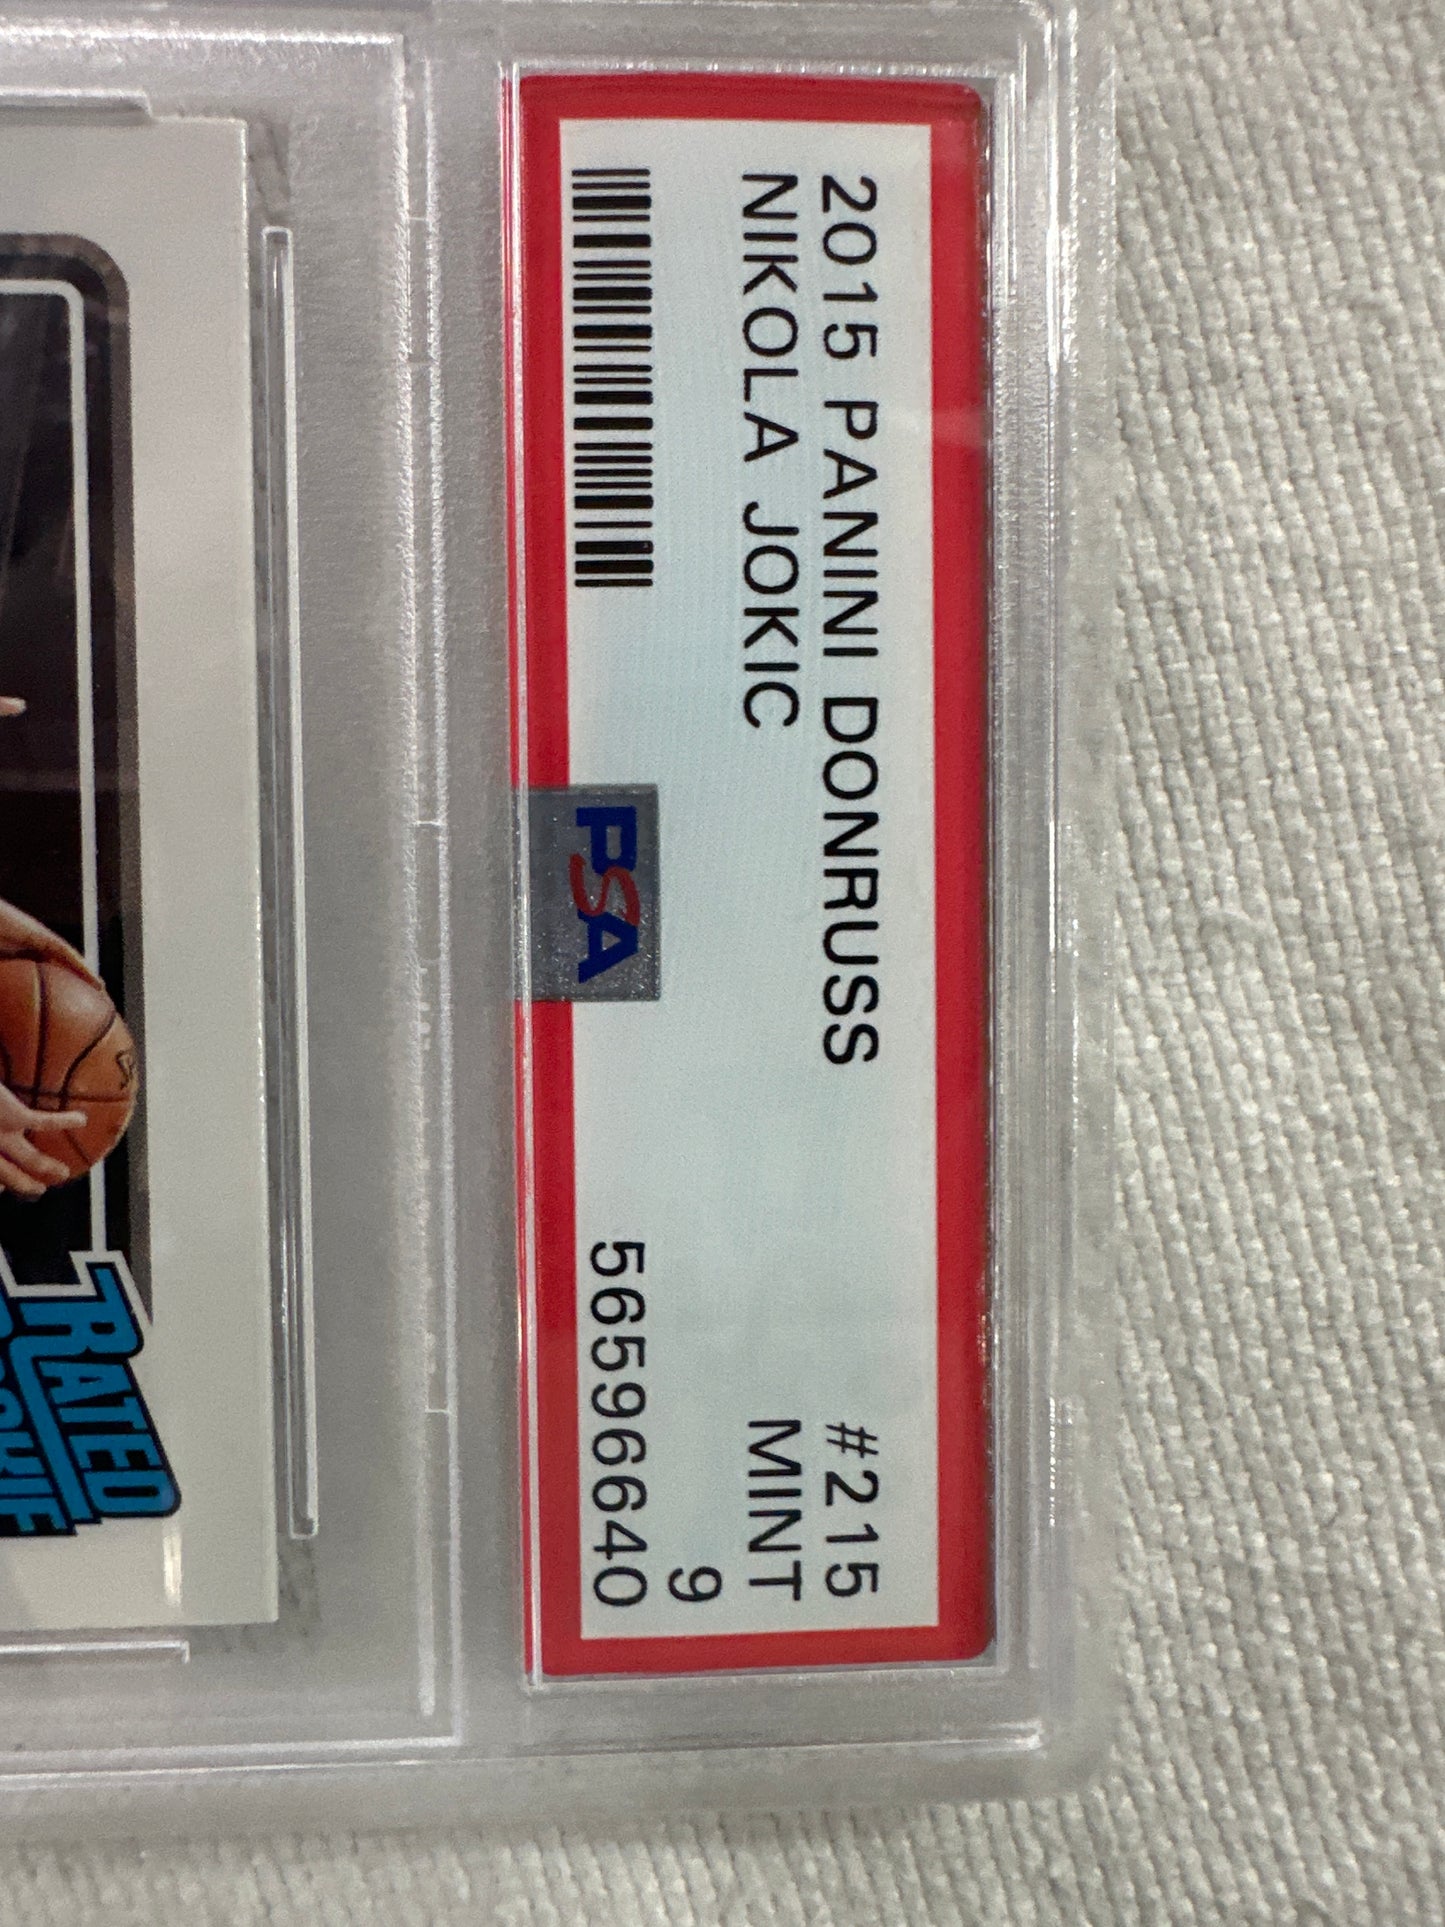 2015 PANINI DONRUSS #215
NIKOLA JOKIC MINT
9
PSA 56596640
RATED